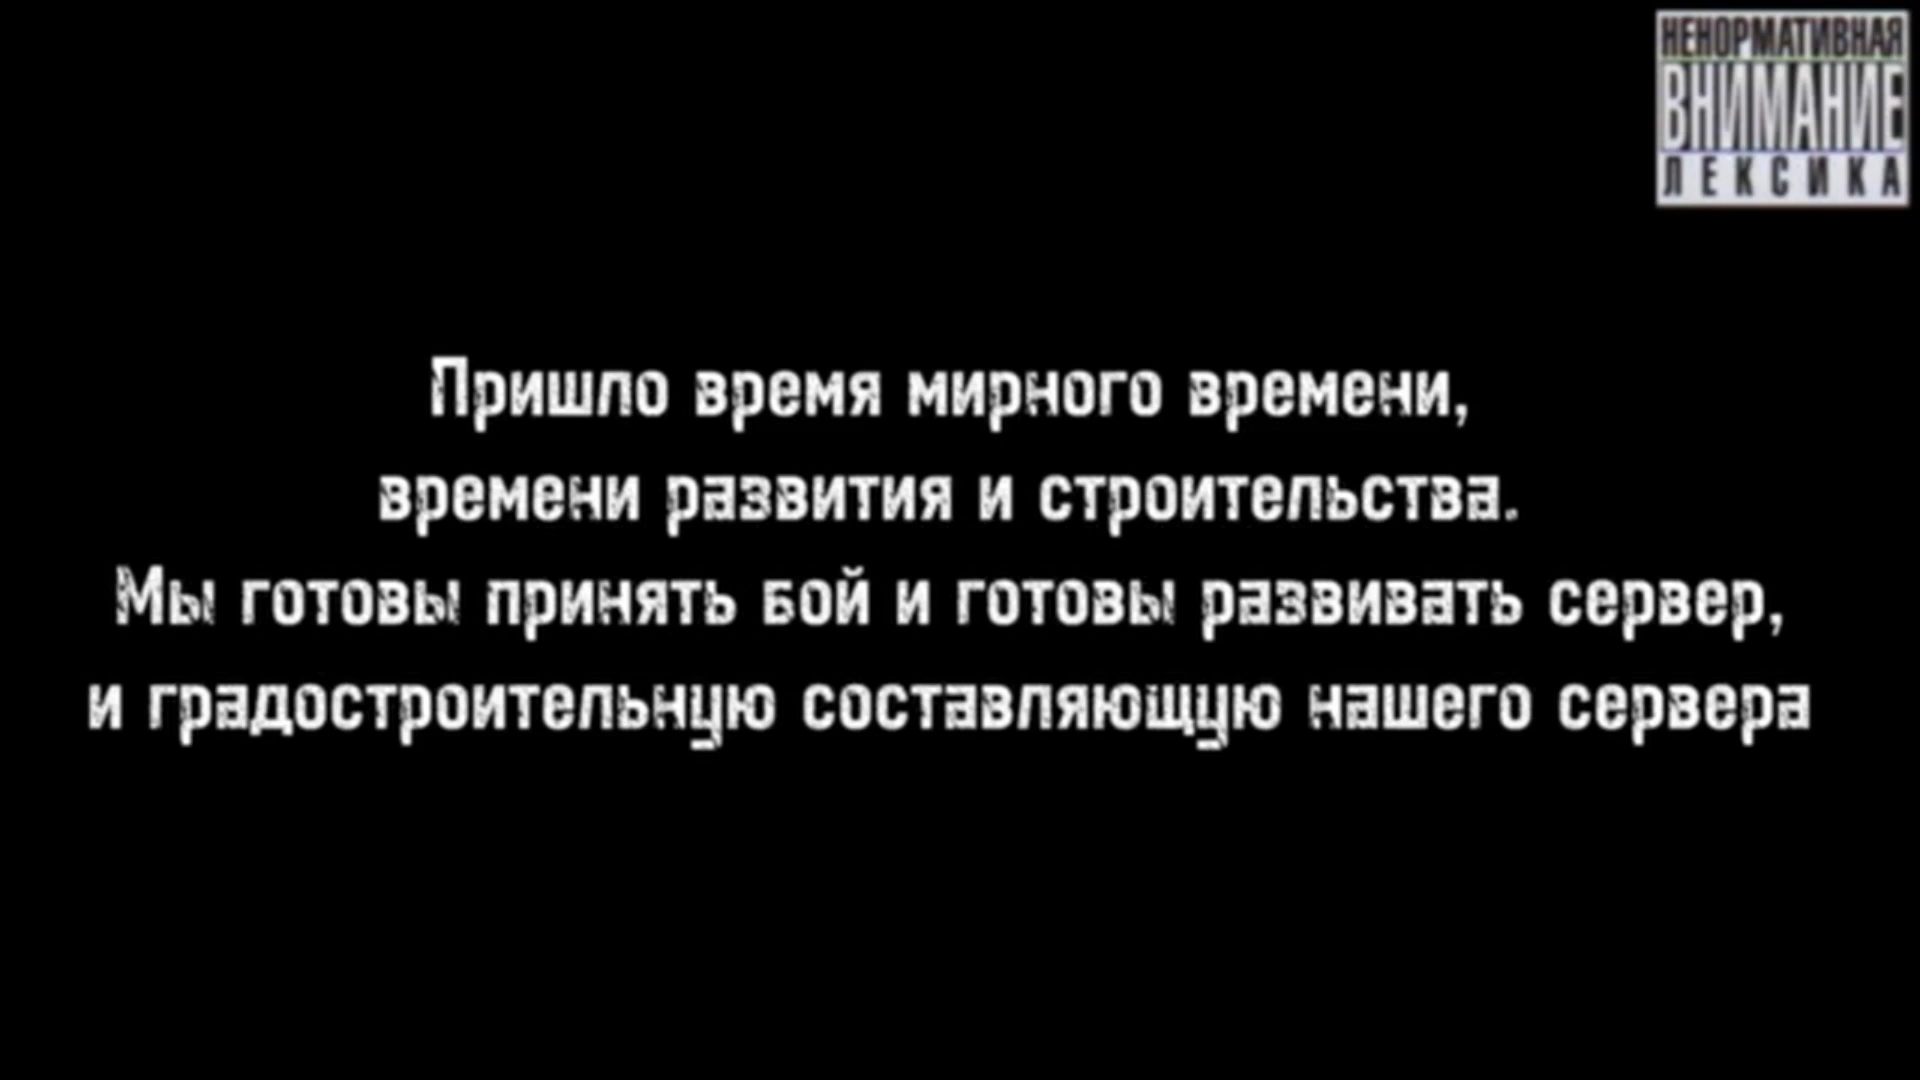 НЕНОРМАТИВНАЯ
ВНИМАНИЕ
ЛЕКСИКА
Пришло время мирного времени,
времени развития и строительства.
Мы готовы принять бой и готовы развивать сервер,
и градостроительную составляющую нашего сервера